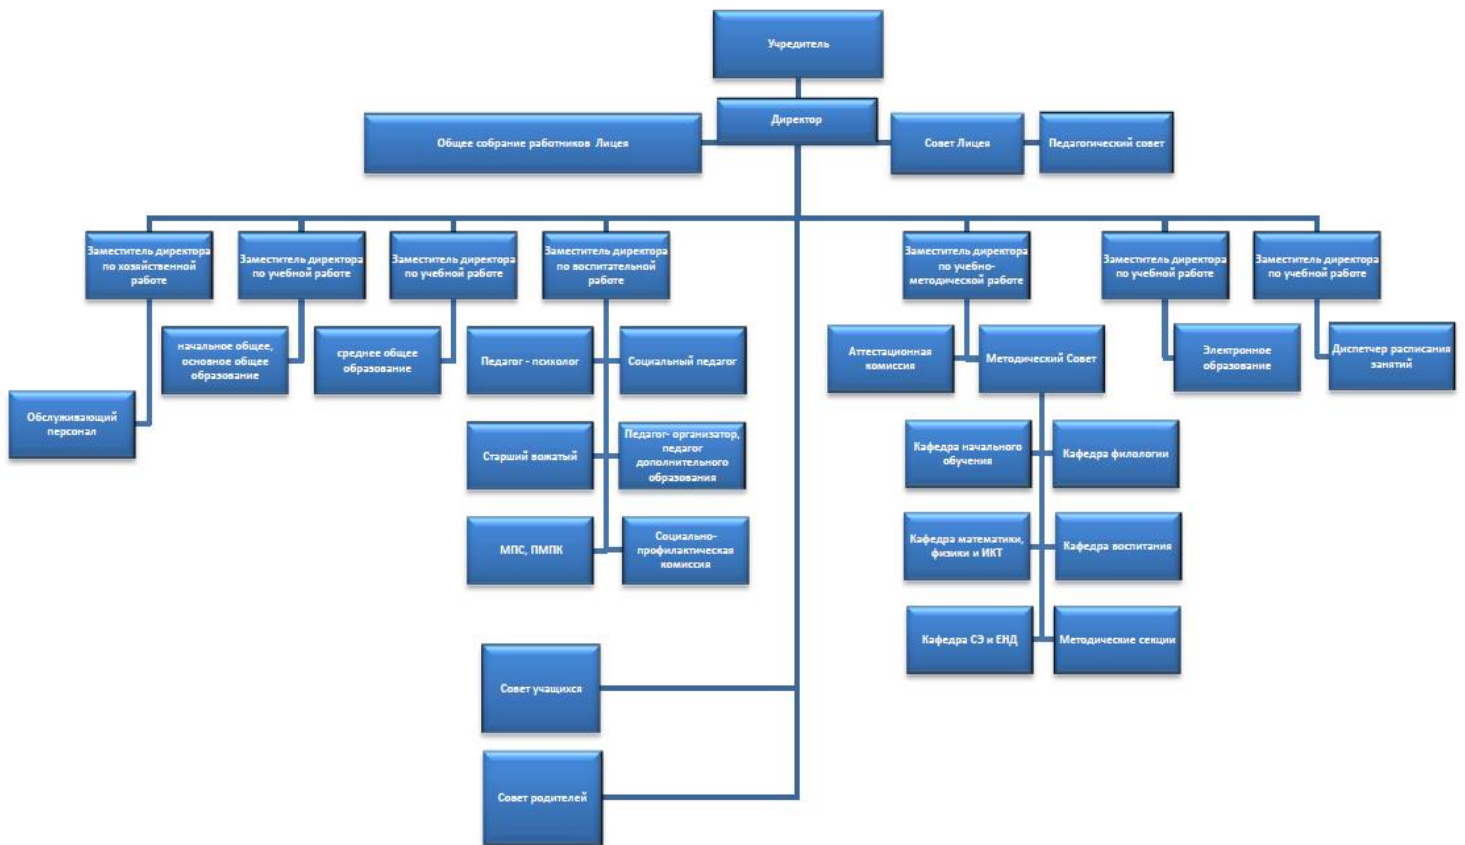 Учредитель
Директор
Общее собрание работников Лицея
Совет Лицея
Педагогический совет
Заместитель директора
по хозяйственной
работе
Заместитель директора
по учебной работе
Заместитель директора
по учебной работе
Заместитель директора
по воспитательной
работе
Заместитель директора
по учебно-
методической работе
Заместитель директора
по учебной работе
Заместитель директора
по учебной работе
начальное общее,
основное общее
образование
среднее общее
образование
Педагог - психолог
Социальный педагог
Аттестационная
комиссия
Методический Совет
Электронное
образование
Диспетчер расписания
занятий
Обслуживающий
персонал
Старший вожатый
Педагог- организатор,
педагог
дополнительного
образования
Кафедра начального
обучения
Кафедра филологии
МПС, ПМПК
Социально-
профилактическая
комиссия
Кафедра математики,
физики и ИКТ
Кафедра воспитания
Кафедра СЭ и ЕНД
Методические секции
Совет учащихся
Совет родителей